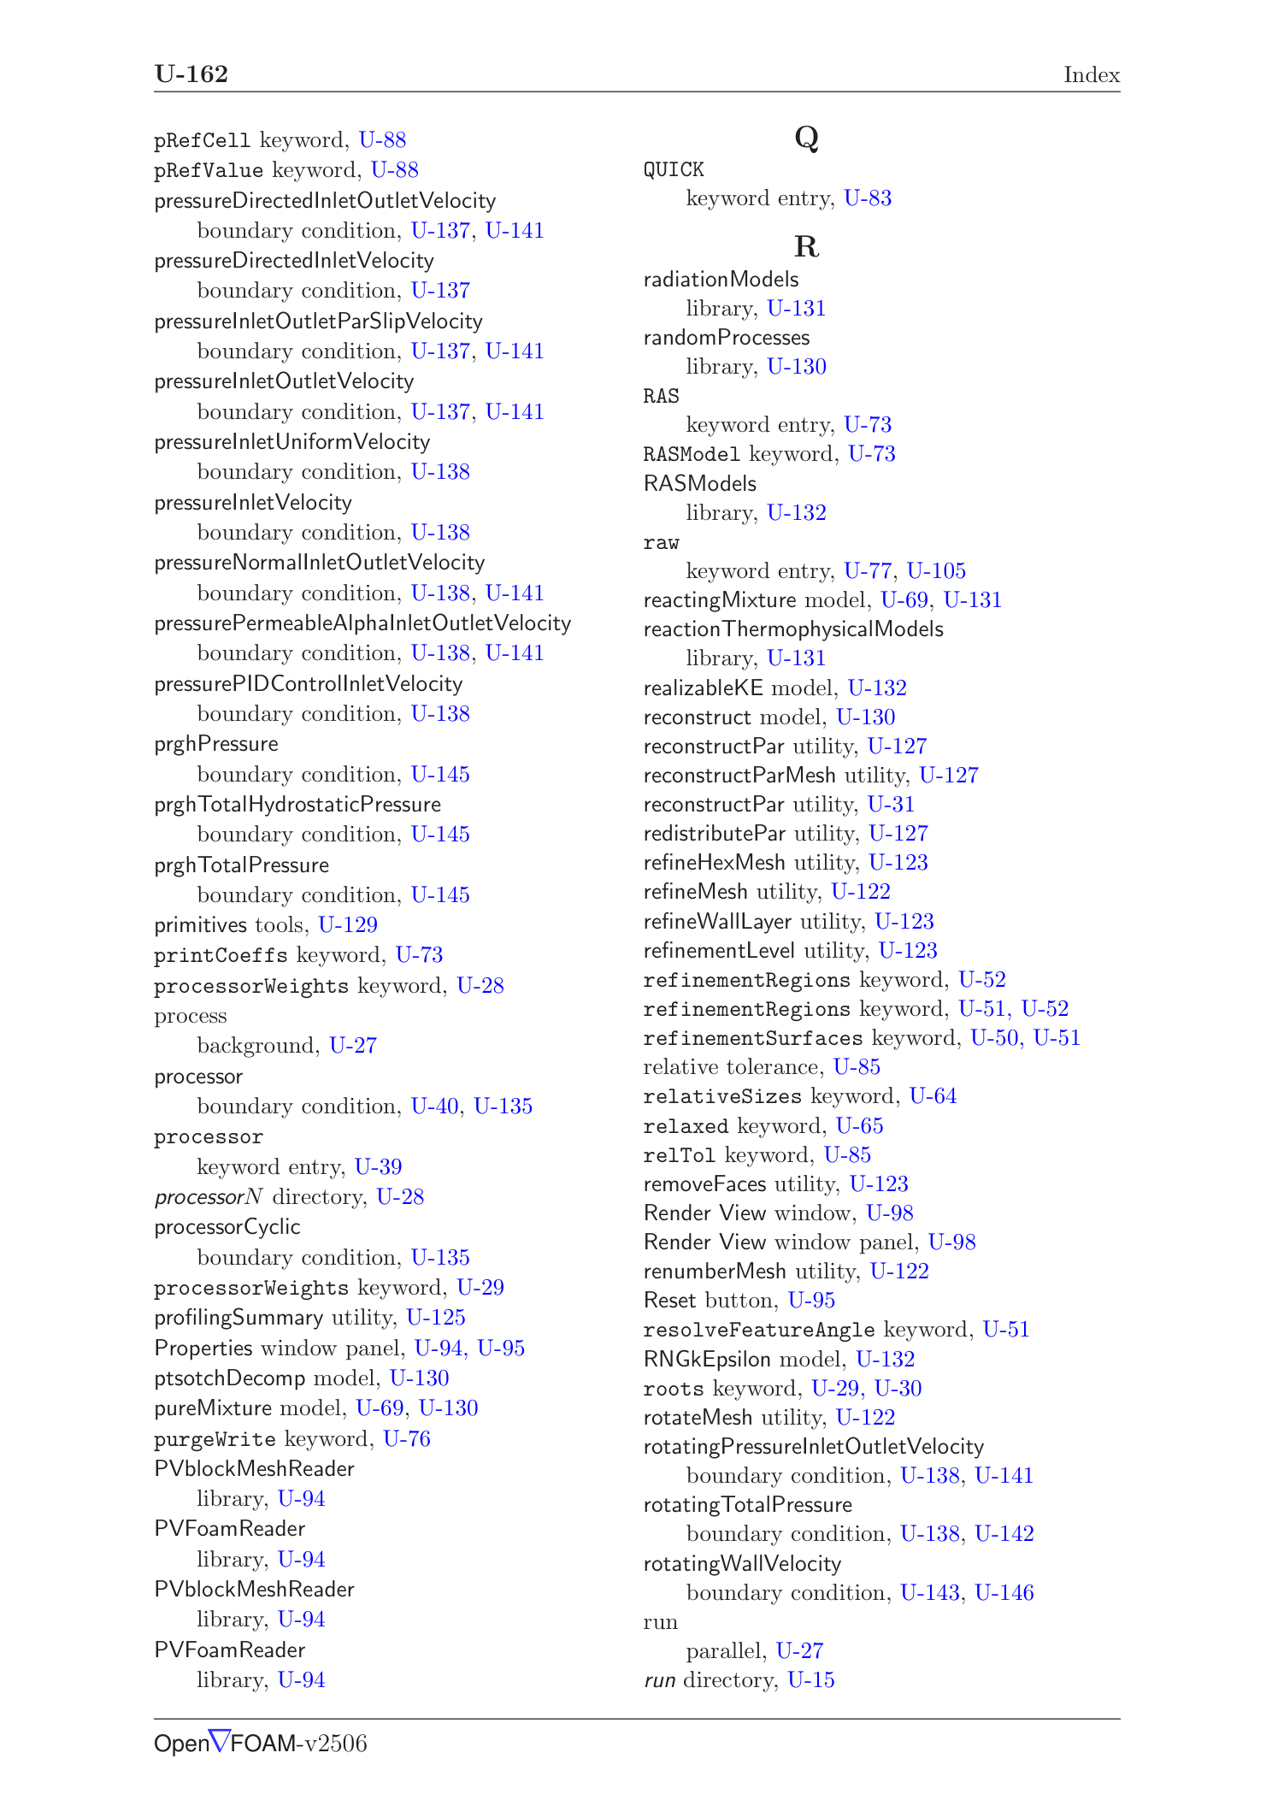 U-162 Index
pRefCell keyword, U-88
pRefValue keyword, U-88
pressureDirectedInletOutletVelocity
boundary condition, U-137, U-141
pressureDirectedInletVelocity
boundary condition, U-137
pressureInletOutletParSlipVelocity
boundary condition, U-137, U-141
pressureInletOutletVelocity
boundary condition, U-137, U-141
pressureInletUniformVelocity
boundary condition, U-138
pressureInletVelocity
boundary condition, U-138
pressureNormalInletOutletVelocity
boundary condition, U-138, U-141
pressurePermeableAlphaInletOutletVelocity
boundary condition, U-138, U-141
pressurePIDControlInletVelocity
boundary condition, U-138
prghPressure
boundary condition, U-145
prghTotalHydrostaticPressure
boundary condition, U-145
prghTotalPressure
boundary condition, U-145
primitives tools, U-129
printCoeffs keyword, U-73
processorWeights keyword, U-28
process
background, U-27
processor
boundary condition, U-40, U-135
processor
keyword entry, U-39
processorN directory, U-28
processorCyclic
boundary condition, U-135
processorWeights keyword, U-29
profilingSummary utility, U-125
Properties window panel, U-94, U-95
ptsotchDecomp model, U-130
pureMixture model, U-69, U-130
purgeWrite keyword, U-76
PVblockMeshReader
library, U-94
PVFoamReader
library, U-94
PVblockMeshReader
library, U-94
PVFoamReader
library, U-94
Q
QUICK
keyword entry, U-83
R
radiationModels
library, U-131
randomProcesses
library, U-130
RAS
keyword entry, U-73
RASModel keyword, U-73
RASModels
library, U-132
raw
keyword entry, U-77, U-105
reactingMixture model, U-69, U-131
reactionThermophysicalModels
library, U-131
realizableKE model, U-132
reconstruct model, U-130
reconstructPar utility, U-127
reconstructParMesh utility, U-127
reconstructPar utility, U-31
redistributePar utility, U-127
refineHexMesh utility, U-123
refineMesh utility, U-122
refineWallLayer utility, U-123
refinementLevel utility, U-123
refinementRegions keyword, U-52
refinementRegions keyword, U-51, U-52
refinementSurfaces keyword, U-50, U-51
relative tolerance, U-85
relativeSizes keyword, U-64
relaxed keyword, U-65
relTol keyword, U-85
removeFaces utility, U-123
Render View window, U-98
Render View window panel, U-98
renumberMesh utility, U-122
Reset button, U-95
resolveFeatureAngle keyword, U-51
RNGkEpsilon model, U-132
roots keyword, U-29, U-30
rotateMesh utility, U-122
rotatingPressureInletOutletVelocity
boundary condition, U-138, U-141
rotatingTotalPressure
boundary condition, U-138, U-142
rotatingWallVelocity
boundary condition, U-143, U-146
run
parallel, U-27
run directory, U-15
Open∇FOAM-v2506